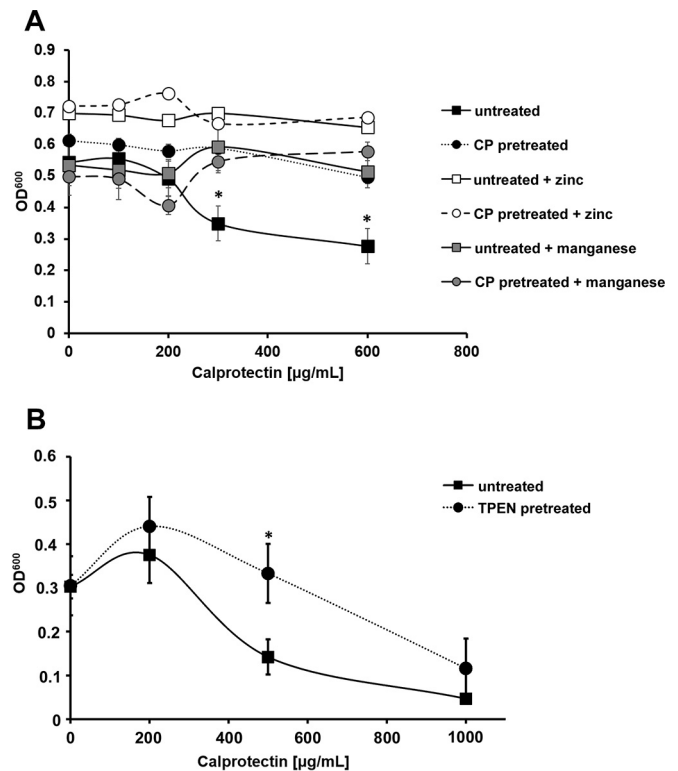 A
0.9
0.8
0.7
0.6
0.5
0.4
0.3
0.2
0.1
0
OD600
* *
0 200 400 600 800
Calprotectin [µg/mL]
untreated
CP pretreated
untreated + zinc
CP pretreated + zinc
untreated + manganese
CP pretreated + manganese
B
0.6
0.5
0.4
0.3
0.2
0.1
0
OD600
*
0 200 400 600 800 1000
Calprotectin [µg/mL]
untreated
TPEN pretreated